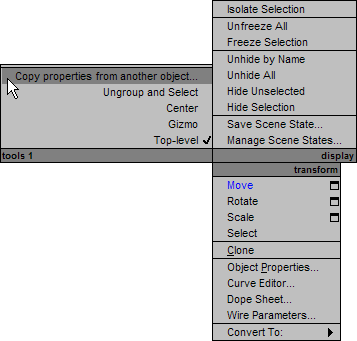 Isolate Selection
Unfreeze All
Freeze Selection
Unhide by Name
Unhide All
Hide Unselected
Hide Selection
Save Scene State...
Manage Scene States...
display
Copy properties from another object...
Ungroup and Select
Center
Gizmo
Top-level
tools 1
transform
Move
Rotate
Scale
Select
Clone
Object Properties...
Curve Editor...
Dope Sheet...
Wire Parameters...
Convert To: